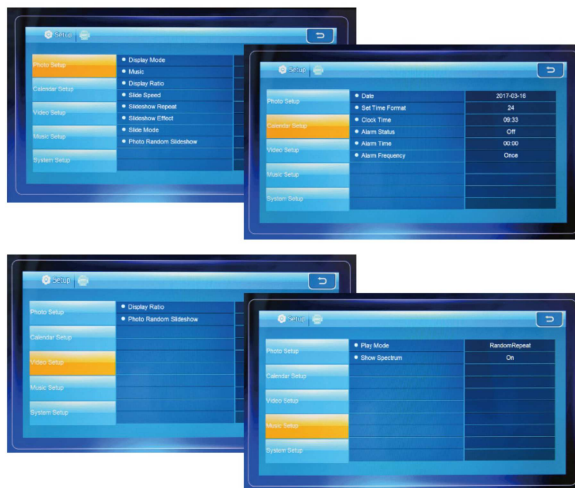 Setup
Photo Setup
Calendar Setup
Video Setup
Music Setup
System Setup
Display Mode
Music
Display Ratio
Slide Speed
Slideshow Repeat
Slideshow Effect
Slide Mode
Photo Random Slideshow
Setup
Photo Setup
Calendar Setup
Video Setup
Music Setup
System Setup
Date 2017-03-16
Set Time Format 24
Clock Time 09:33
Alarm Status Off
Alarm Time 00:00
Alarm Frequency Once
Setup
Photo Setup
Calendar Setup
Video Setup
Music Setup
System Setup
Display Ratio
Photo Random Slideshow
Setup
Photo Setup
Calendar Setup
Video Setup
Music Setup
System Setup
Play Mode RandomRepeat
Show Spectrum On